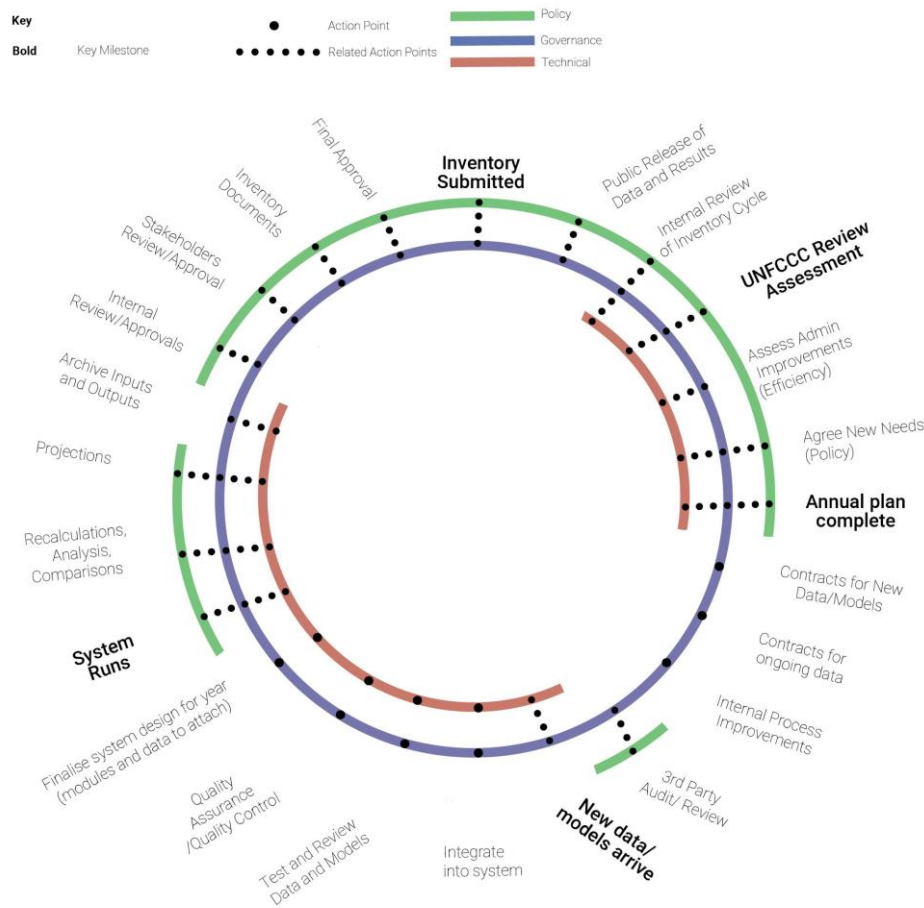 Key
Action Point
Policy
Bold
Key Milestone
Related Action Points
Governance
Technical
Inventory
Submitted
Public Release of
Data and Results
Internal Review
of Inventory Cycle
UNFCCC Review
Assessment
Assess Admin
Improvements
(Efficiency)
Agree New Needs
(Policy)
Annual plan
complete
Contracts for New
Data/Models
Contracts for
ongoing data
Internal Process
Improvements
3rd Party
Audit/ Review
New data/
models arrive
Integrate
into system
Test and Review
Data and Models
Quality
Assurance
/Quality Control
Finalise system design for year
(modules and data to attach)
System
Runs
Recalculations,
Analysis,
Comparisons
Projections
Archive Inputs
and Outputs
Internal
Review/Approvals
Stakeholders
Review/Approval
Inventory
Documents
Final Approval